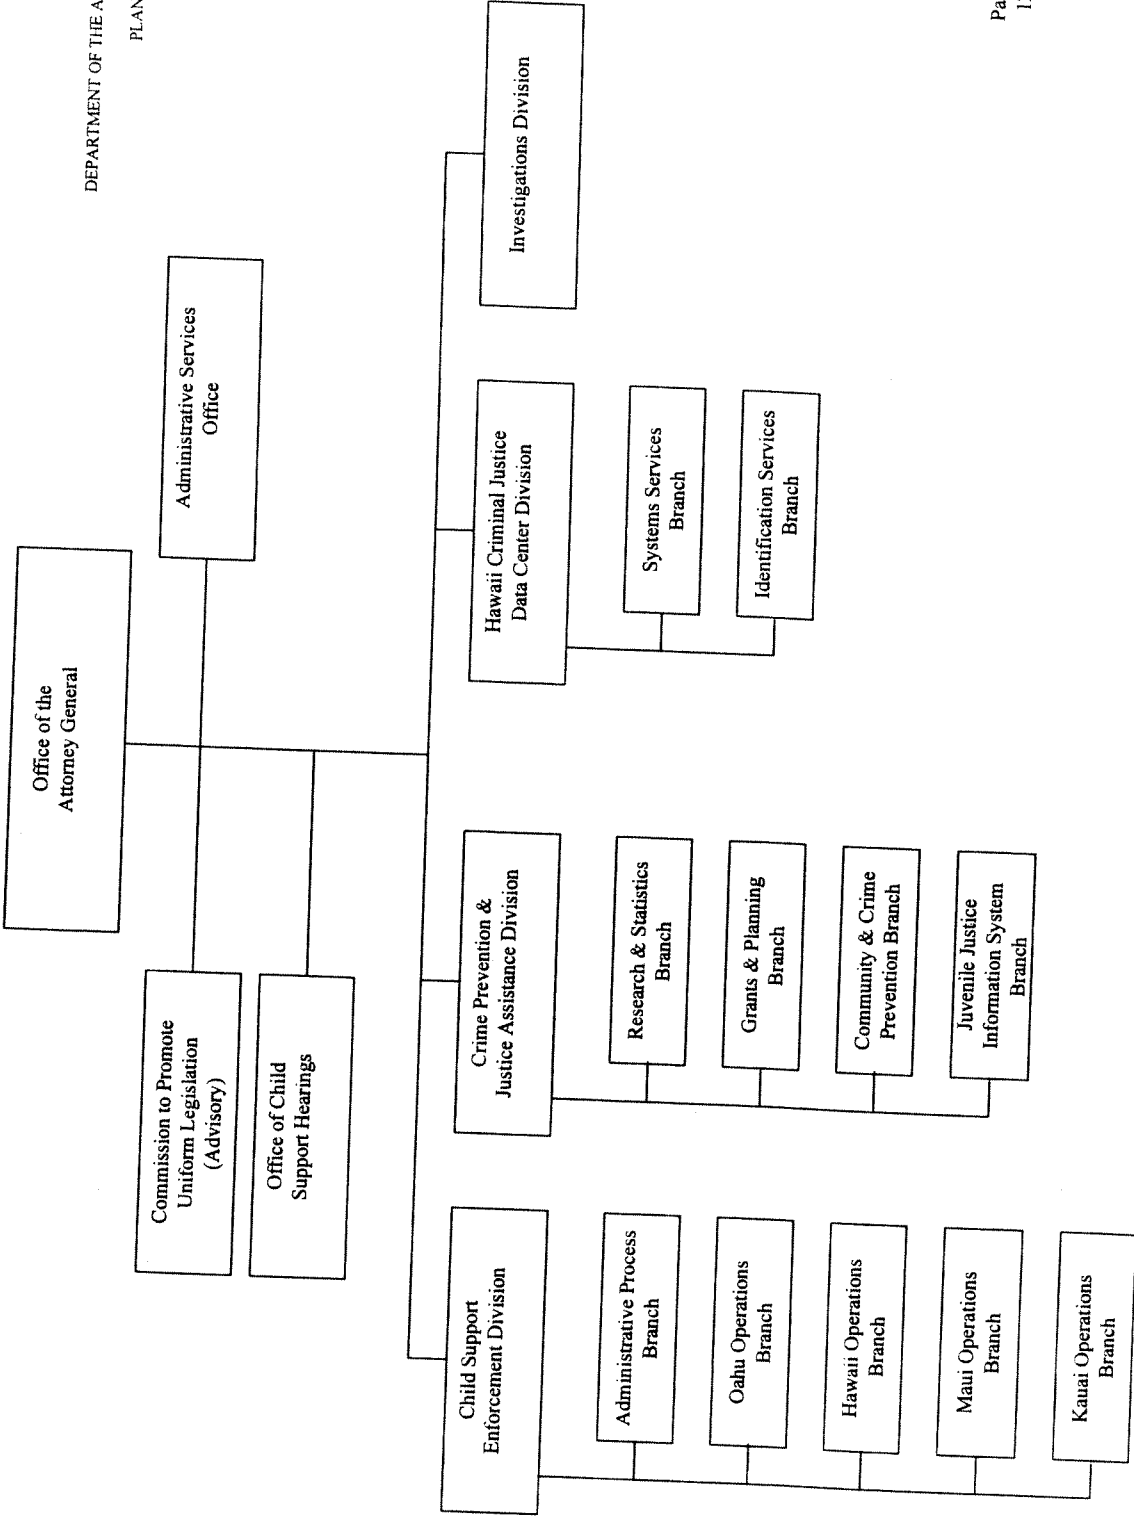 DEPARTMENT OF THE A
PLAN
Office of the
Attorney General
Administrative Services
Office
Commission to Promote
Uniform Legislation
(Advisory)
Office of Child
Support Hearings
Child Support
Enforcement Division
Administrative Process
Branch
Oahu Operations
Branch
Hawaii Operations
Branch
Maui Operations
Branch
Kauai Operations
Branch
Crime Prevention &
Justice Assistance Division
Research & Statistics
Branch
Grants & Planning
Branch
Community & Crime
Prevention Branch
Juvenile Justice
Information System
Branch
Hawaii Criminal Justice
Data Center Division
Systems Services
Branch
Identification Services
Branch
Investigations Division
Pa